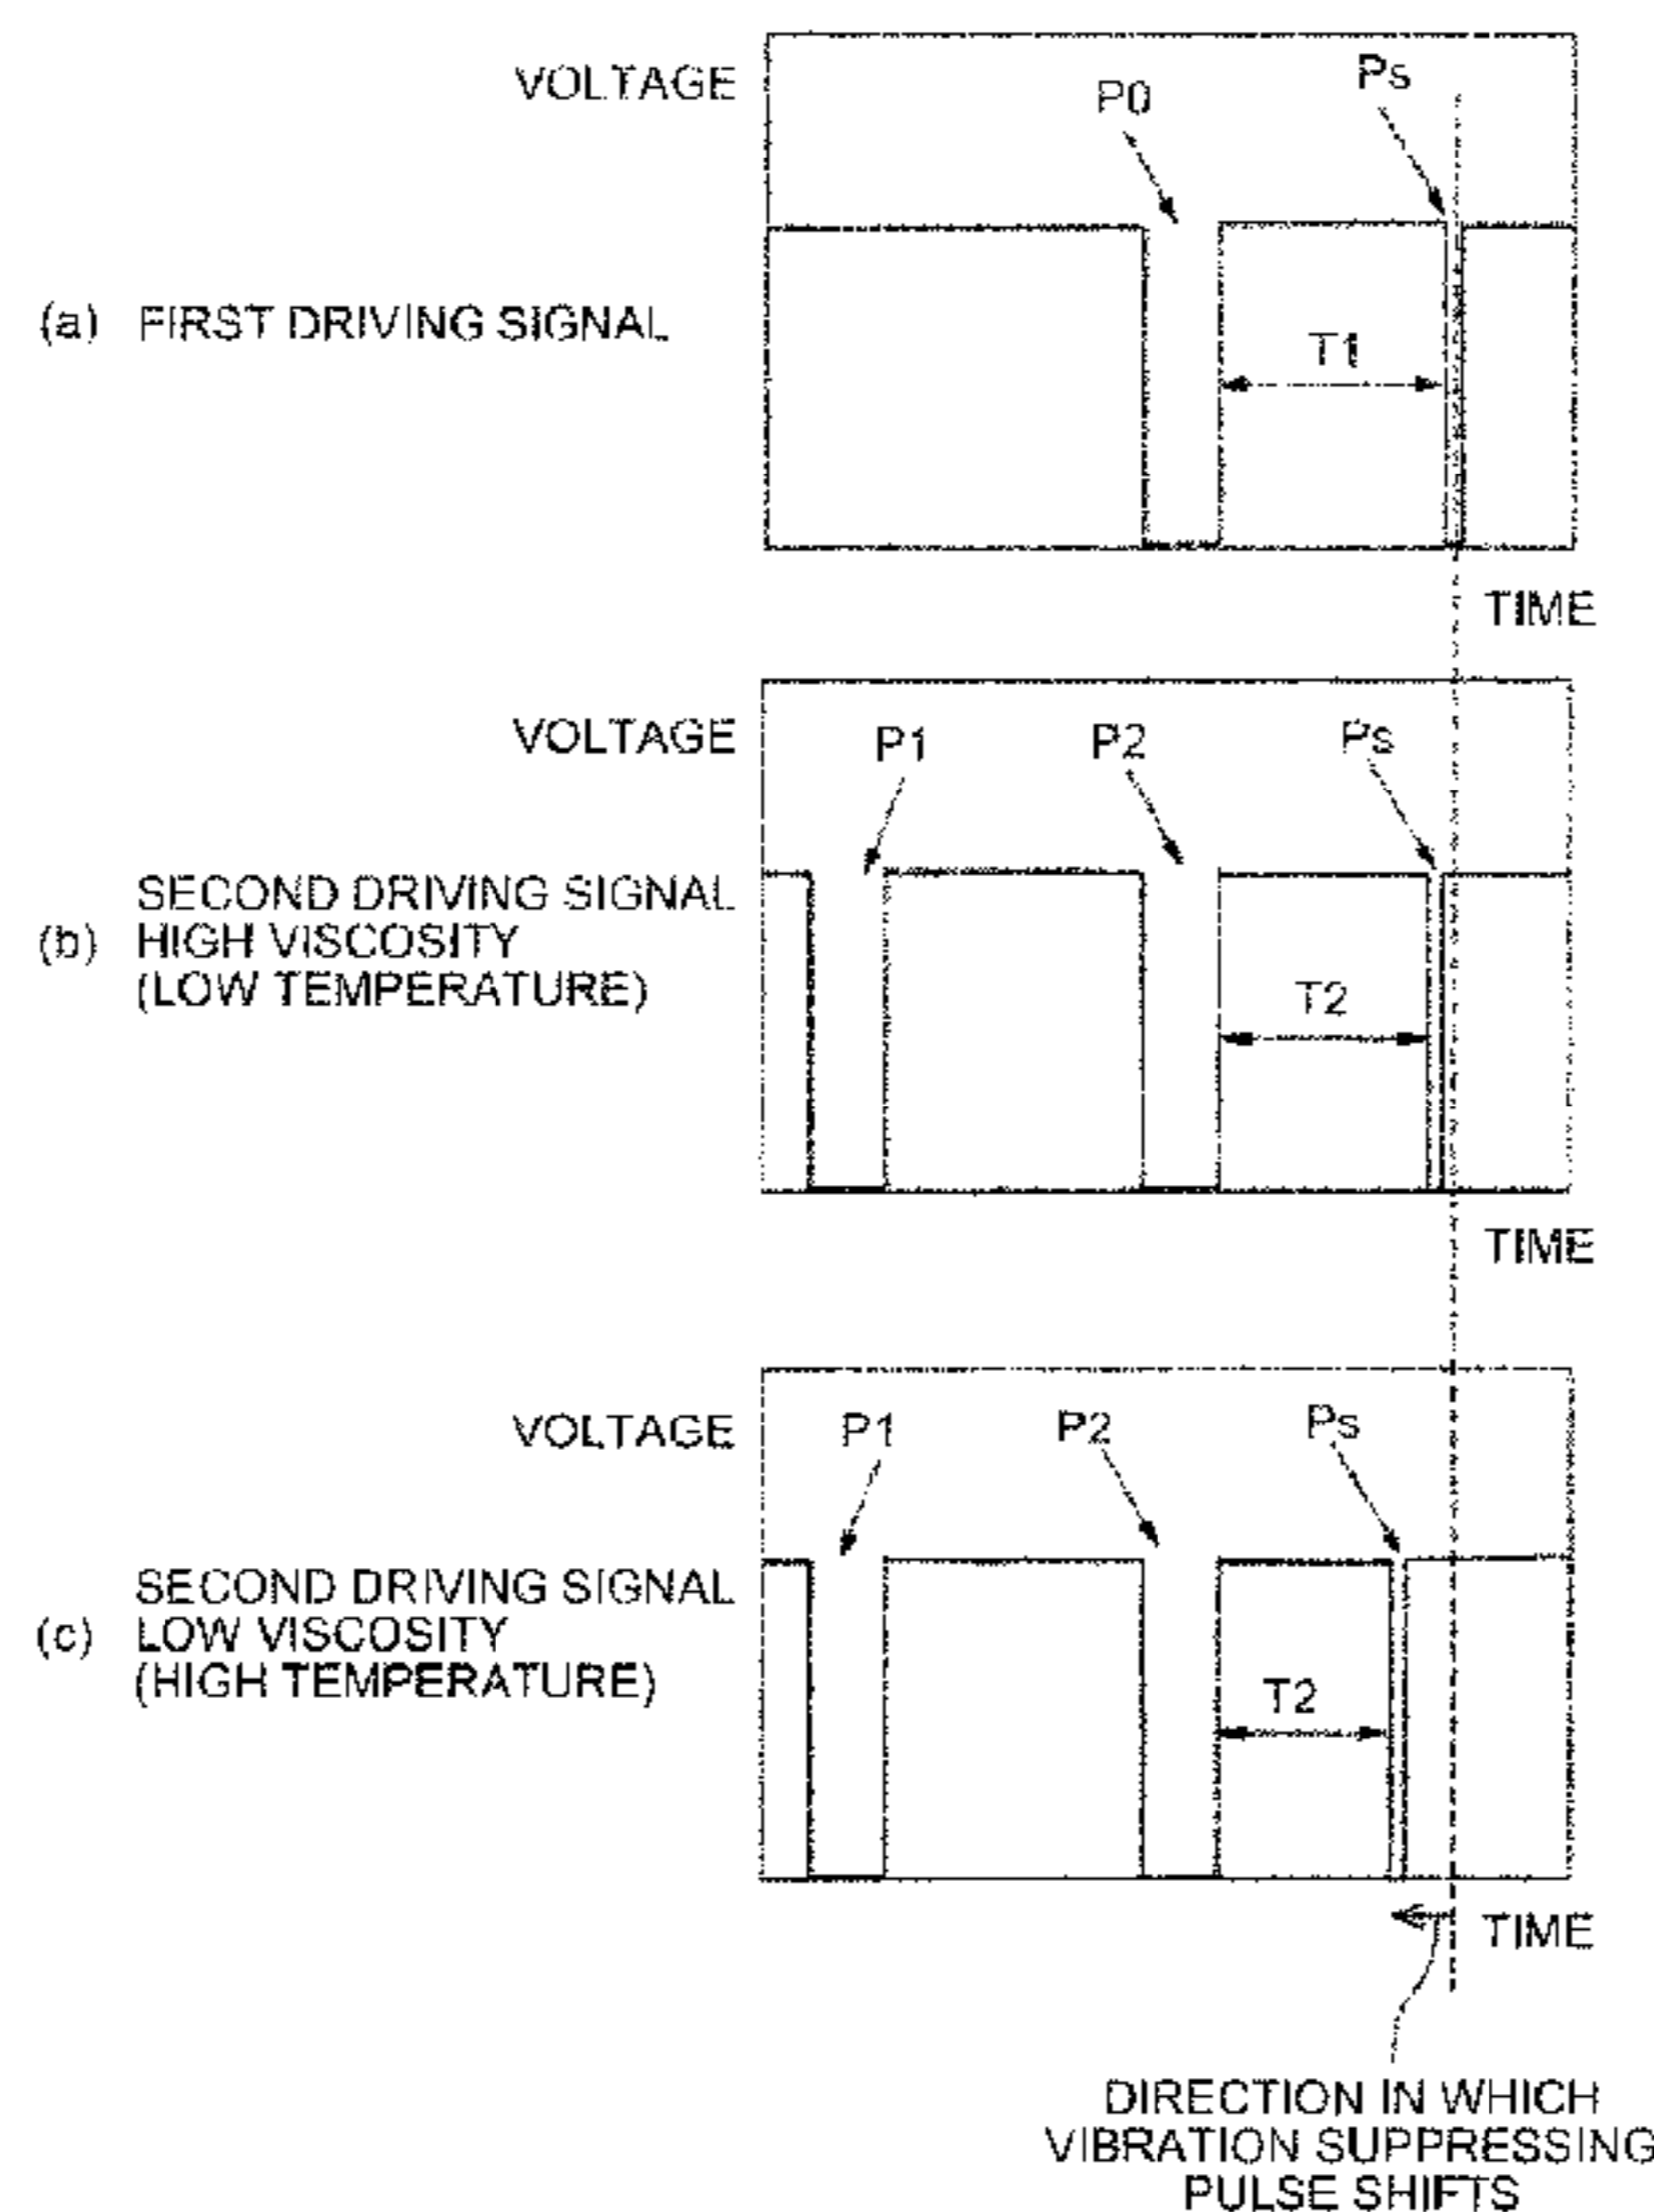 VOLTAGE
P0
Ps
(a) FIRST DRIVING SIGNAL
T1
TIME
VOLTAGE
P1
P2
Ps
SECOND DRIVING SIGNAL
(b) HIGH VISCOSITY
(LOW TEMPERATURE)
T2
TIME
VOLTAGE
P1
P2
Ps
SECOND DRIVING SIGNAL
(c) LOW VISCOSITY
(HIGH TEMPERATURE)
T2
TIME
DIRECTION IN WHICH
VIBRATION SUPPRESSING
PULSE SHIFTS